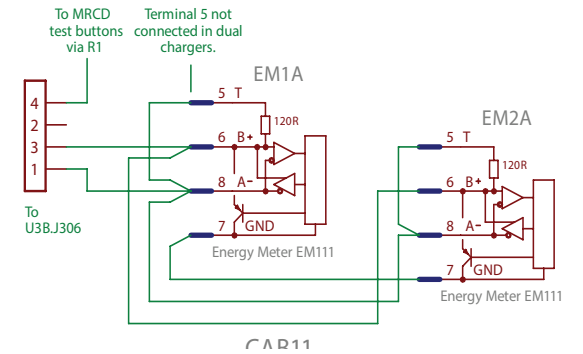 To MRCD
test buttons
via R1
Terminal 5 not
connected in dual
chargers.
EM1A
4
2
3
1
To
U3B.J306
5 T
120R
6 B+
8 A-
7 GND
Energy Meter EM111
EM2A
5 T
120R
6 B+
8 A-
7 GND
Energy Meter EM111
CAB11